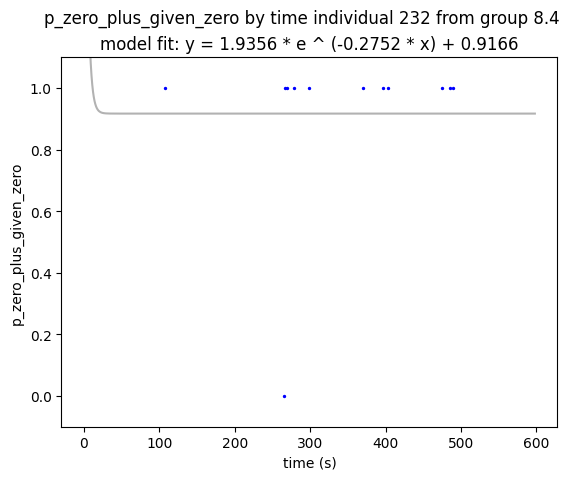 p_zero_plus_given_zero by time individual 232 from group 8.4
model fit: y = 1.9356 * e ^ (-0.2752 * x) + 0.9166
1.0
0.8
0.6
0.4
0.2
0.0
p_zero_plus_given_zero
0 100 200 300 400 500 600
time (s)